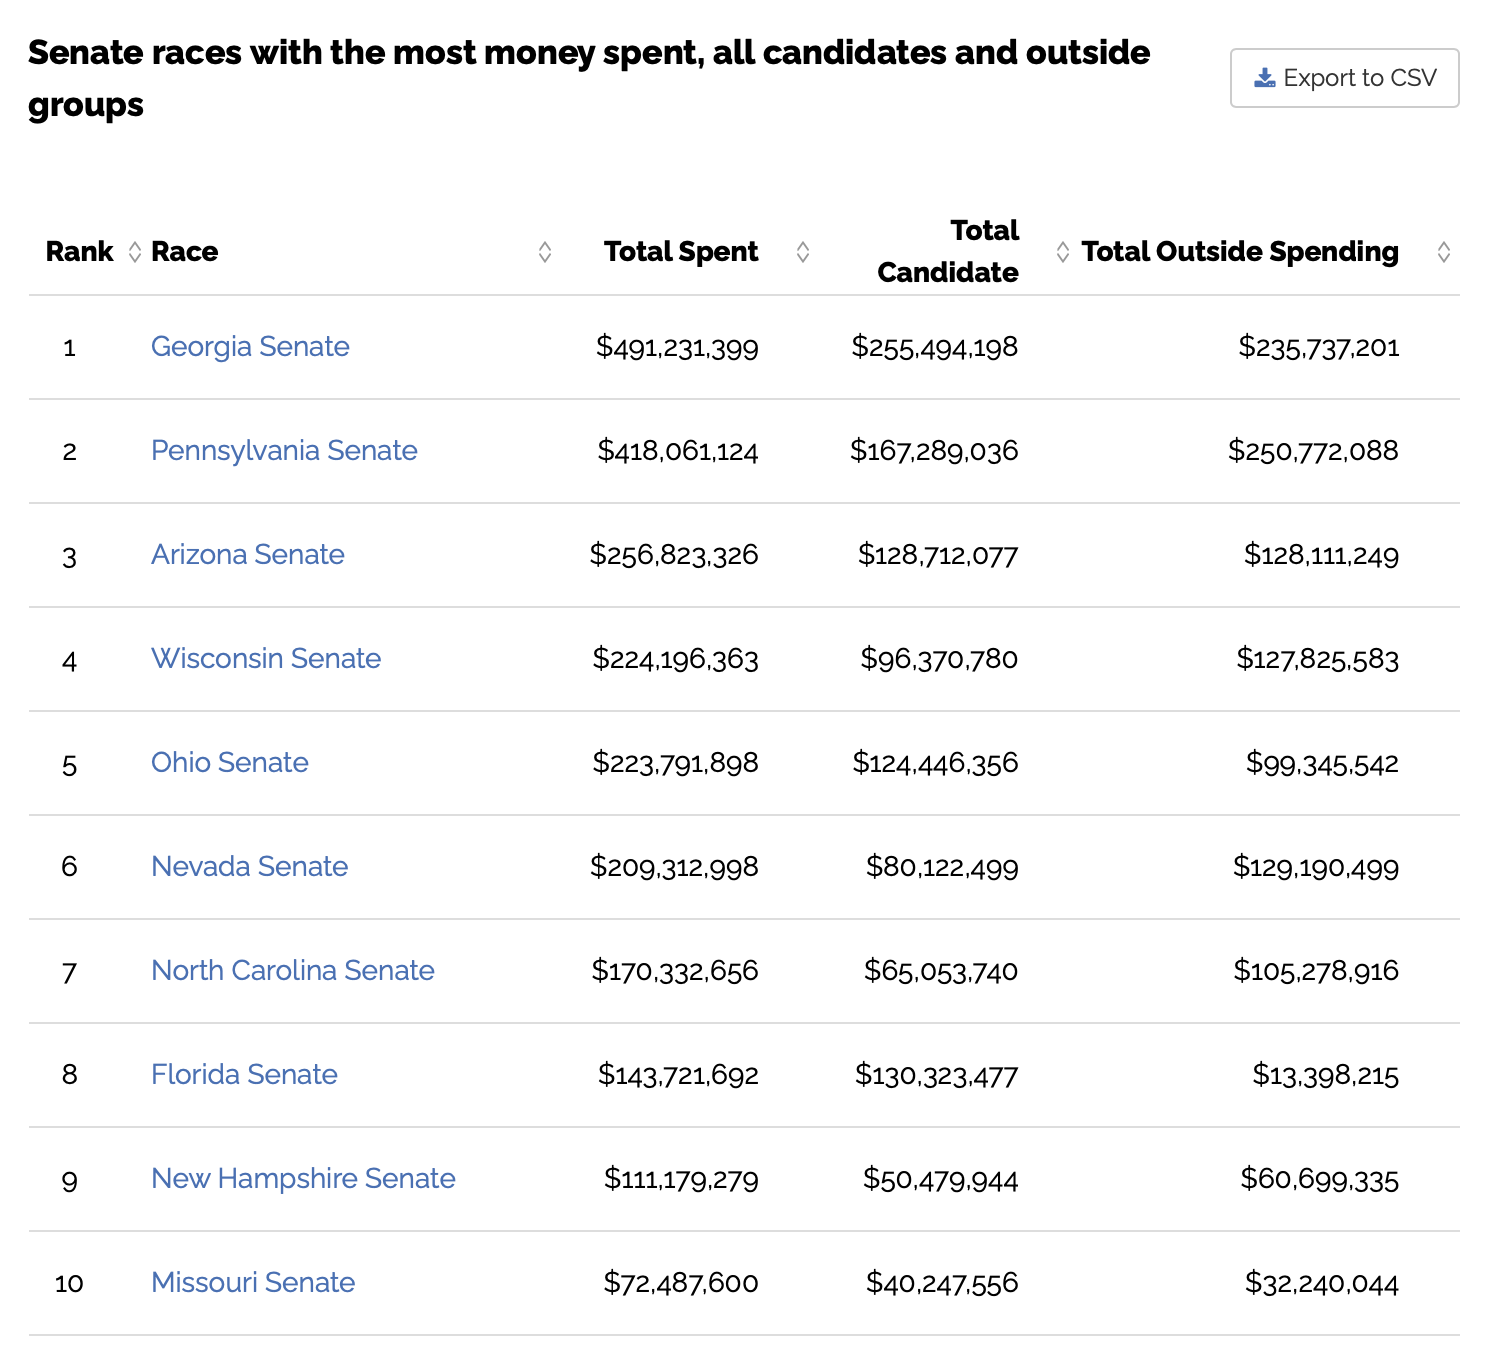 Senate races with the most money spent, all candidates and outside
groups
Export to CSV
Rank Race Total Spent Total Candidate Total Outside Spending
1 Georgia Senate $491,231,399 $255,494,198 $235,737,201
2 Pennsylvania Senate $418,061,124 $167,289,036 $250,772,088
3 Arizona Senate $256,823,326 $128,712,077 $128,111,249
4 Wisconsin Senate $224,196,363 $96,370,780 $127,825,583
5 Ohio Senate $223,791,898 $124,446,356 $99,345,542
6 Nevada Senate $209,312,998 $80,122,499 $129,190,499
7 North Carolina Senate $170,332,656 $65,053,740 $105,278,916
8 Florida Senate $143,721,692 $130,323,477 $13,398,215
9 New Hampshire Senate $111,179,279 $50,479,944 $60,699,335
10 Missouri Senate $72,487,600 $40,247,556 $32,240,044